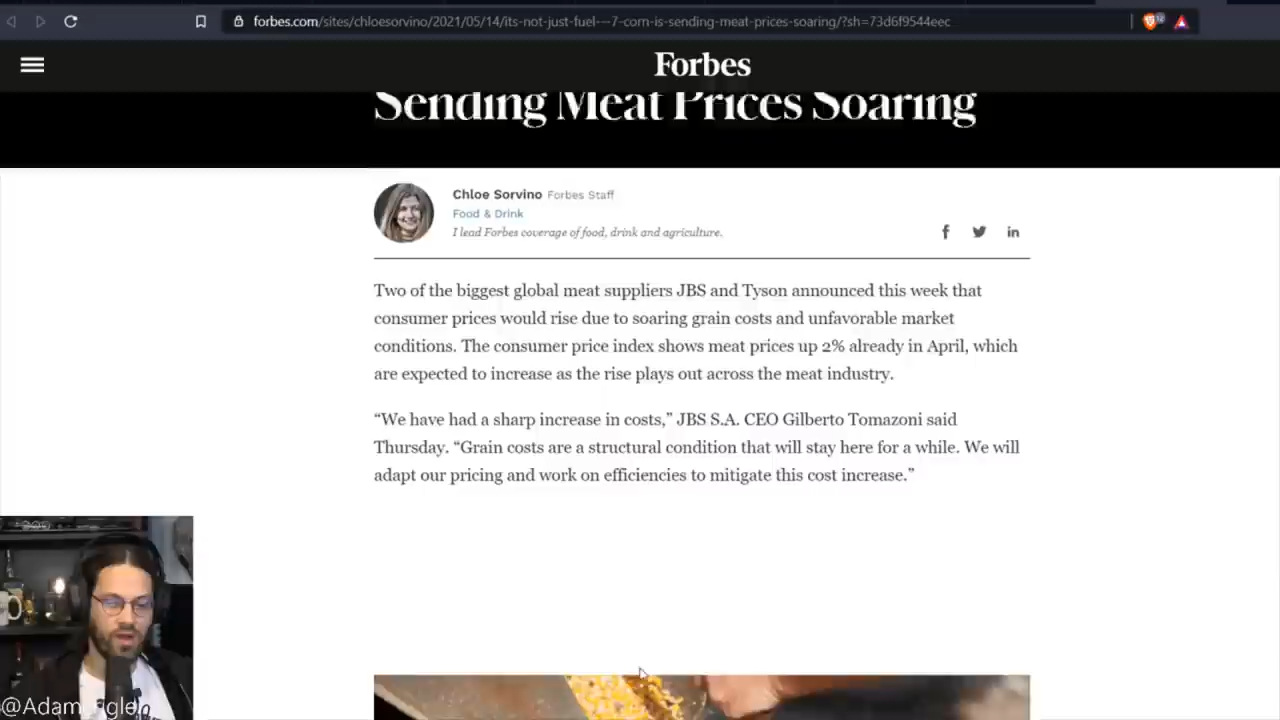 forbes.com/sites/chloesorvino/2021/05/14/its-not-just-fuel---7-corn-is-sending-meat-prices-soaring/?sh=73d6f9544eec
Forbes
Sending Meat Prices Soaring
Chloe Sorvino Forbes Staff
Food & Drink
I lead Forbes coverage of food, drink and agriculture.
Two of the biggest global meat suppliers JBS and Tyson announced this week that
consumer prices would rise due to soaring grain costs and unfavorable market
conditions. The consumer price index shows meat prices up 2% already in April, which
are expected to increase as the rise plays out across the meat industry.
“We have had a sharp increase in costs,” JBS S.A. CEO Gilberto Tomazoni said
Thursday. “Grain costs are a structural condition that will stay here for a while. We will
adapt our pricing and work on efficiencies to mitigate this cost increase.”